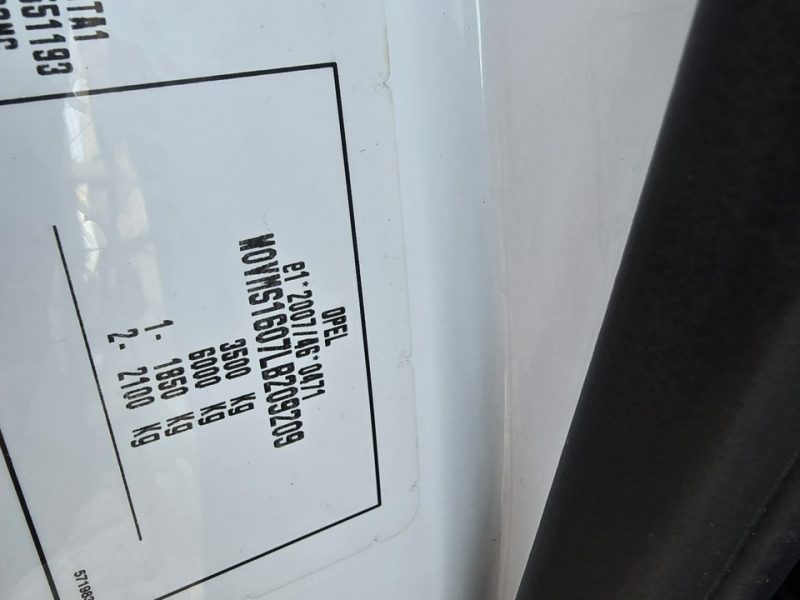 OPEL
e1*2007/46*0471
W0VMS1607LB209209
3500 Kg
6000 Kg
1- 1850 Kg
2- 2100 Kg